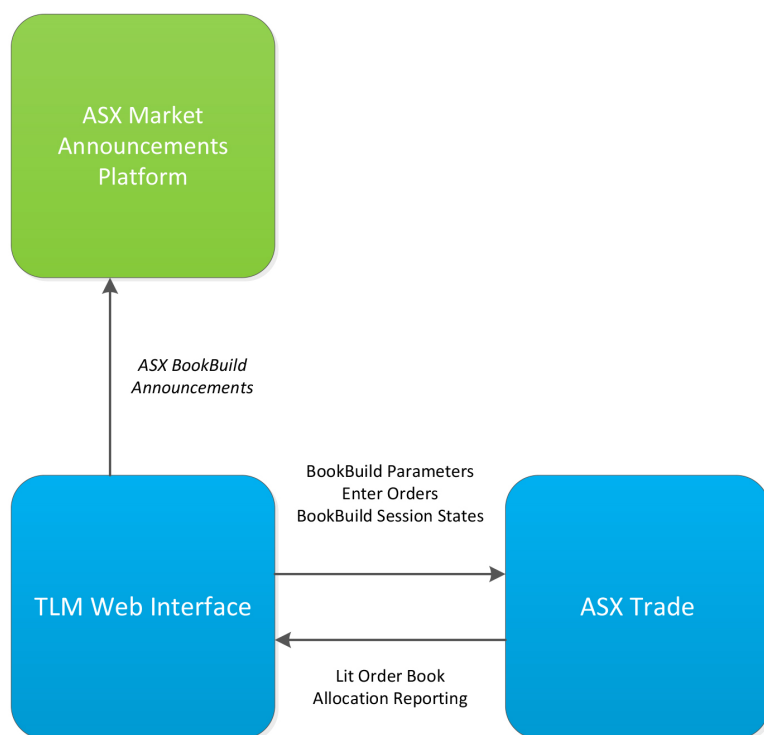 ASX Market
Announcements
Platform
ASX BookBuild
Announcements
BookBuild Parameters
Enter Orders
BookBuild Session States
TLM Web Interface
ASX Trade
Lit Order Book
Allocation Reporting